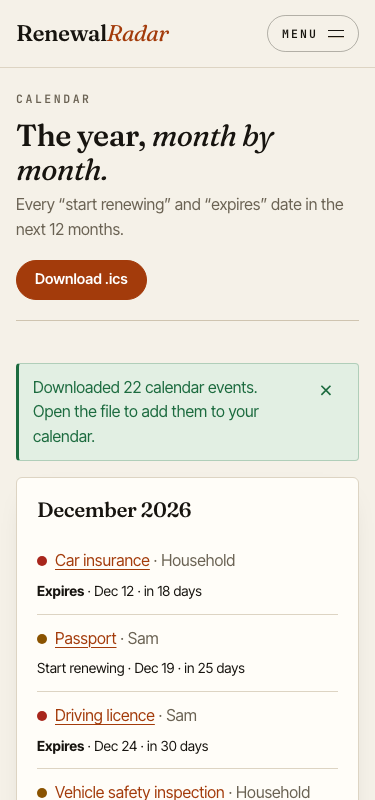 RenewalRadar
MENU
CALENDAR
The year, month by
month.
Every “start renewing” and “expires” date in the
next 12 months.
Download .ics
Downloaded 22 calendar events.
Open the file to add them to your
calendar.
December 2026
Car insurance · Household
Expires · Dec 12 · in 18 days
Passport · Sam
Start renewing · Dec 19 · in 25 days
Driving licence · Sam
Expires · Dec 24 · in 30 days
Vehicle safety inspection · Household